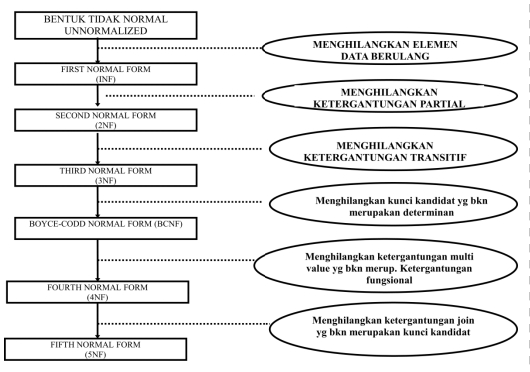 BENTUK TIDAK NORMAL
UNNORMALIZED
MENGHILANGKAN ELEMEN
DATA BERULANG
FIRST NORMAL FORM
(INF)
MENGHILANGKAN
KETERGANTUNGAN PARTIAL
SECOND NORMAL FORM
(2NF)
MENGHILANGKAN
KETERGANTUNGAN TRANSITIF
THIRD NORMAL FORM
(3NF)
Menghilangkan kunci kandidat yg bkn
merupakan determinan
BOYCE-CODD NORMAL FORM (BCNF)
Menghilangkan ketergantungan multi
value yg bkn merup. Ketergantungan
fungsional
FOURTH NORMAL FORM
(4NF)
Menghilangkan ketergantungan join
yg bkn merupakan kunci kandidat
FIFTH NORMAL FORM
(5NF)